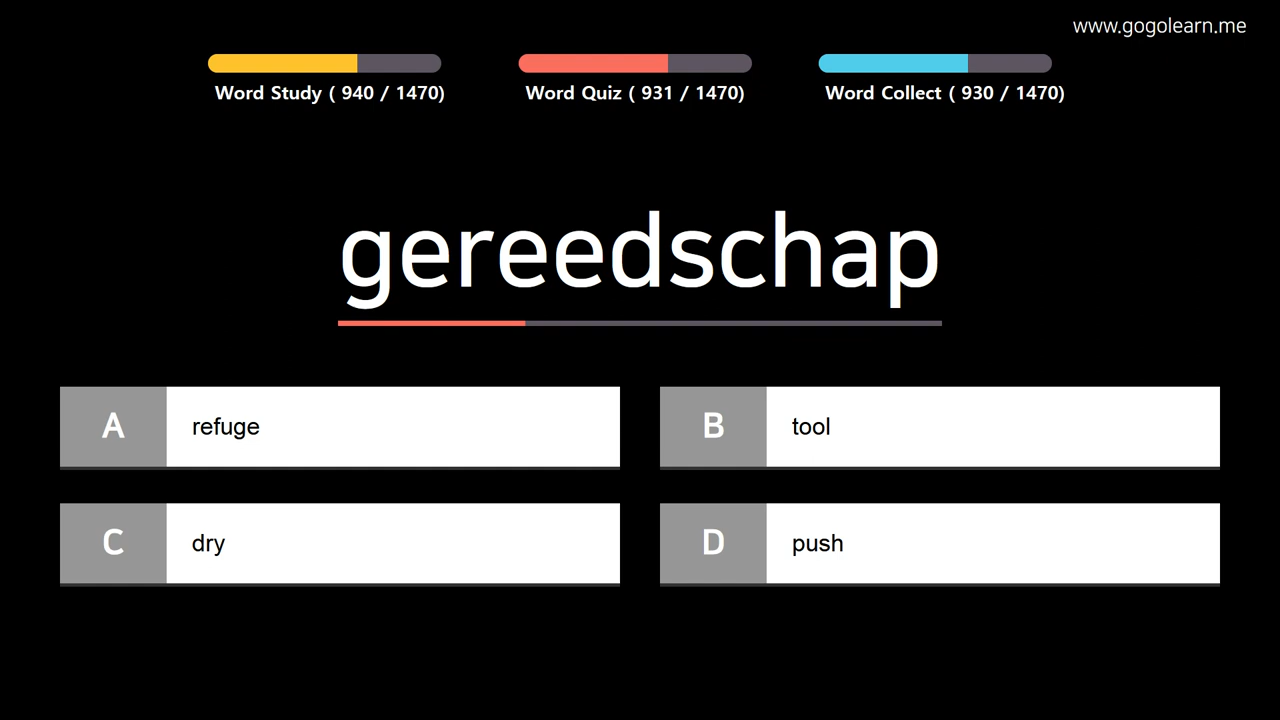 www.gogolearn.me
Word Study ( 940 / 1470)
Word Quiz ( 931 / 1470)
Word Collect ( 930 / 1470)
gereedschap
A refuge
B tool
C dry
D push